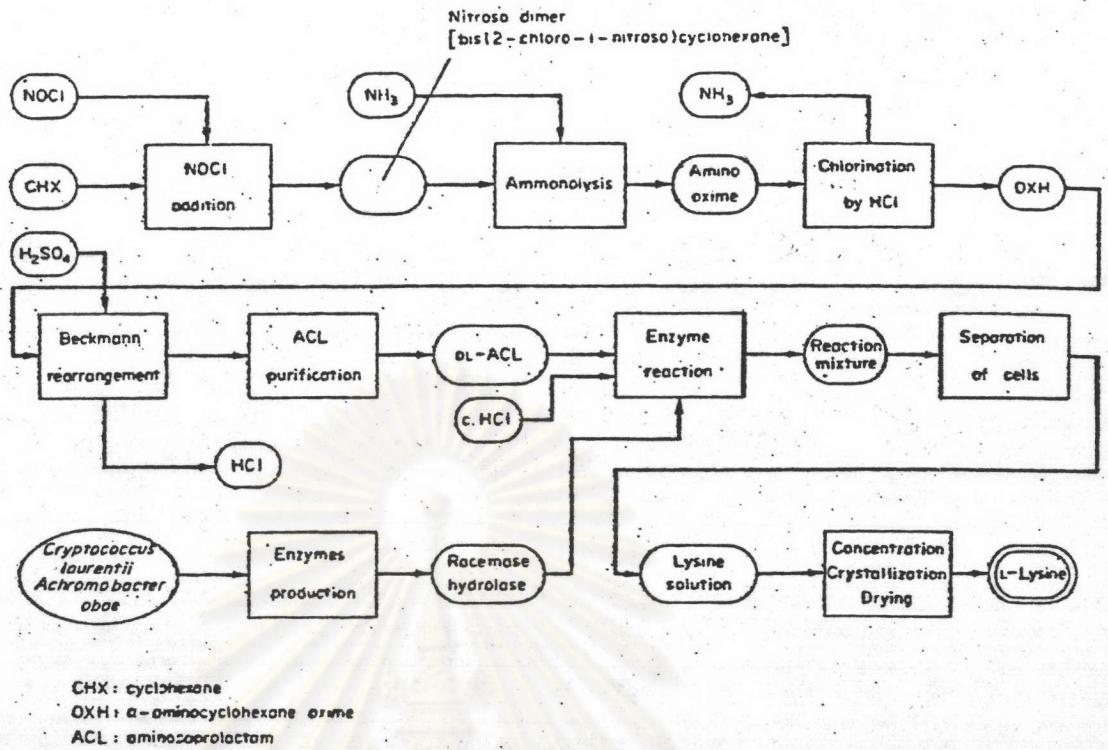 Nitroso dimer
[bis(2-chloro-1-nitroso)cyclohexane]
NOCl
NH3
NH3
CHX
NOCl
addition
Ammonolysis
Amino
oxime
Chlorination
by HCl
OXH
H2SO4
Beckmann
rearrangement
ACL
purification
DL-ACL
c. HCl
Enzyme
reaction
Reaction
mixture
Separation
of cells
HCl
Cryptococcus
laurentii
Achromobacter
obae
Enzymes
production
Racemase
hydrolase
Lysine
solution
Concentration
Crystallization
Drying
L-Lysine
CHX: cyclohexane
OXH: α-aminocyclohexane oxime
ACL: aminocaprolactam